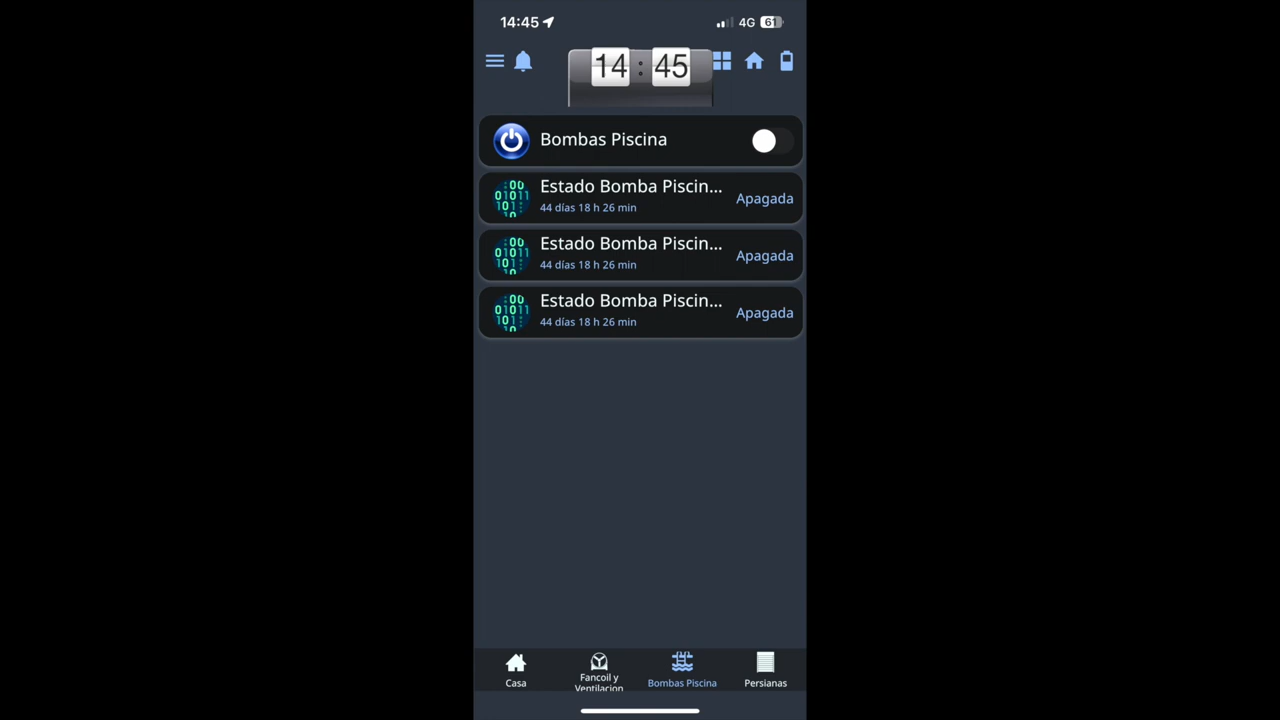 14:45
4G 61
14:45
Bombas Piscina
Estado Bomba Piscin...
44 días 18 h 26 min
Apagada
Estado Bomba Piscin...
44 días 18 h 26 min
Apagada
Estado Bomba Piscin...
44 días 18 h 26 min
Apagada
Casa
Fancoil y
Ventilacion
Bombas Piscina
Persianas